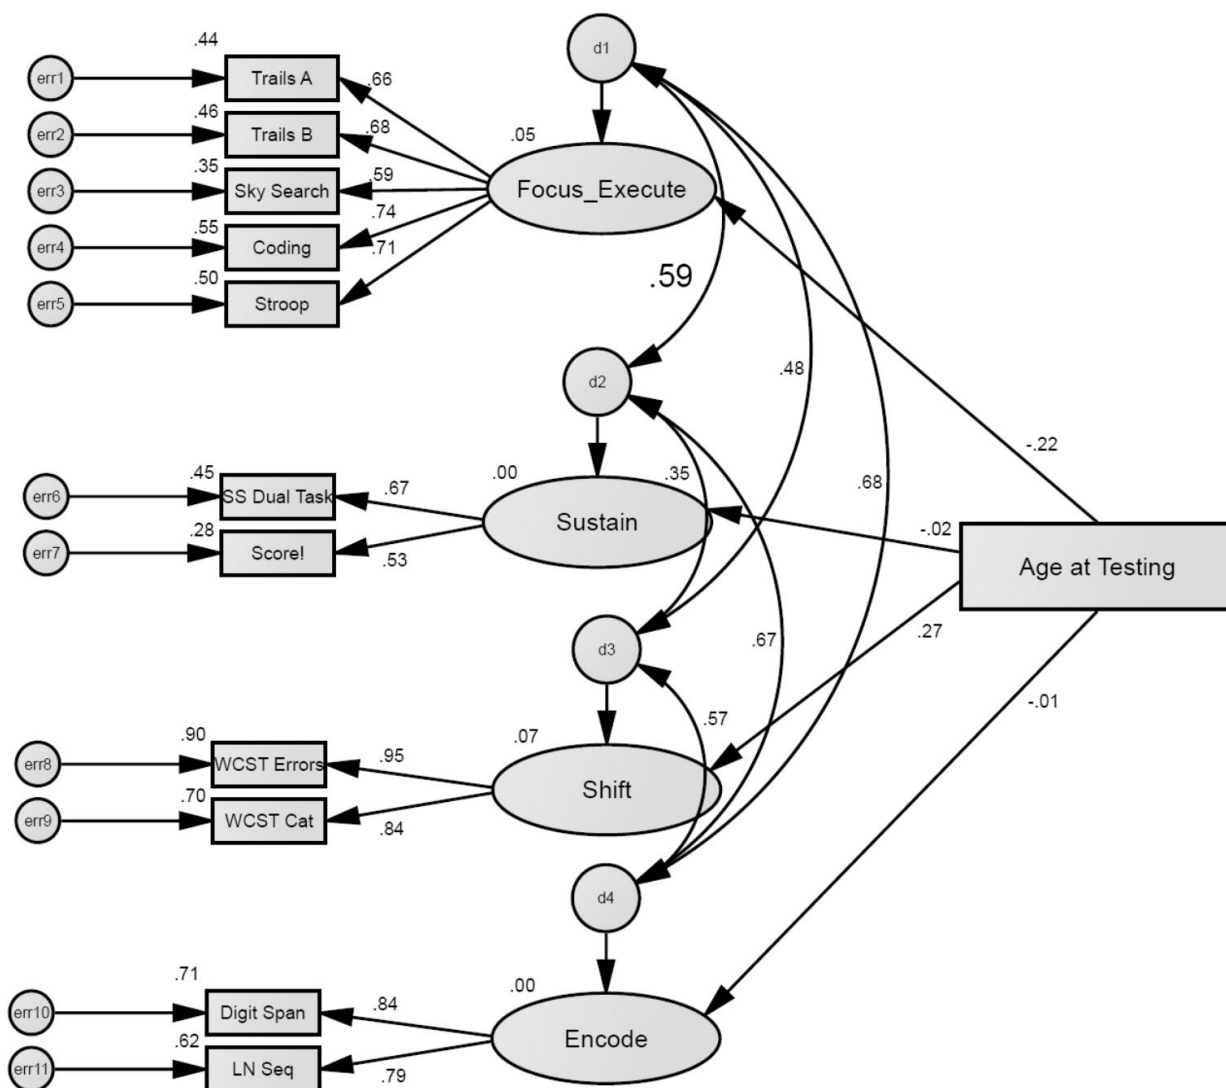 d1
.44
err1
Trails A
.66
.46
err2
Trails B
.68
.05
.35
err3
Sky Search
.59
Focus_Execute
.55
.74
err4
Coding
.71
.50
err5
Stroop
.59
d2
.48
-.22
.45
.67
.00
.35
.68
err6
SS Dual Task
Sustain
-.02
.28
err7
Score!
.53
Age at Testing
d3
.67
.27
.90
.95
.07
.57
-.01
err8
WCST Errors
Shift
.70
err9
WCST Cat
.84
d4
.71
.84
.00
err10
Digit Span
Encode
.62
err11
LN Seq
.79